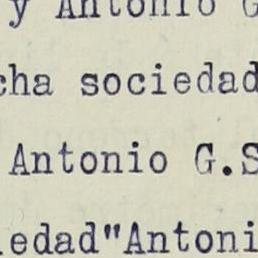 y Antonio G
cha sociedad
Antonio G.S
iedad"Antoni